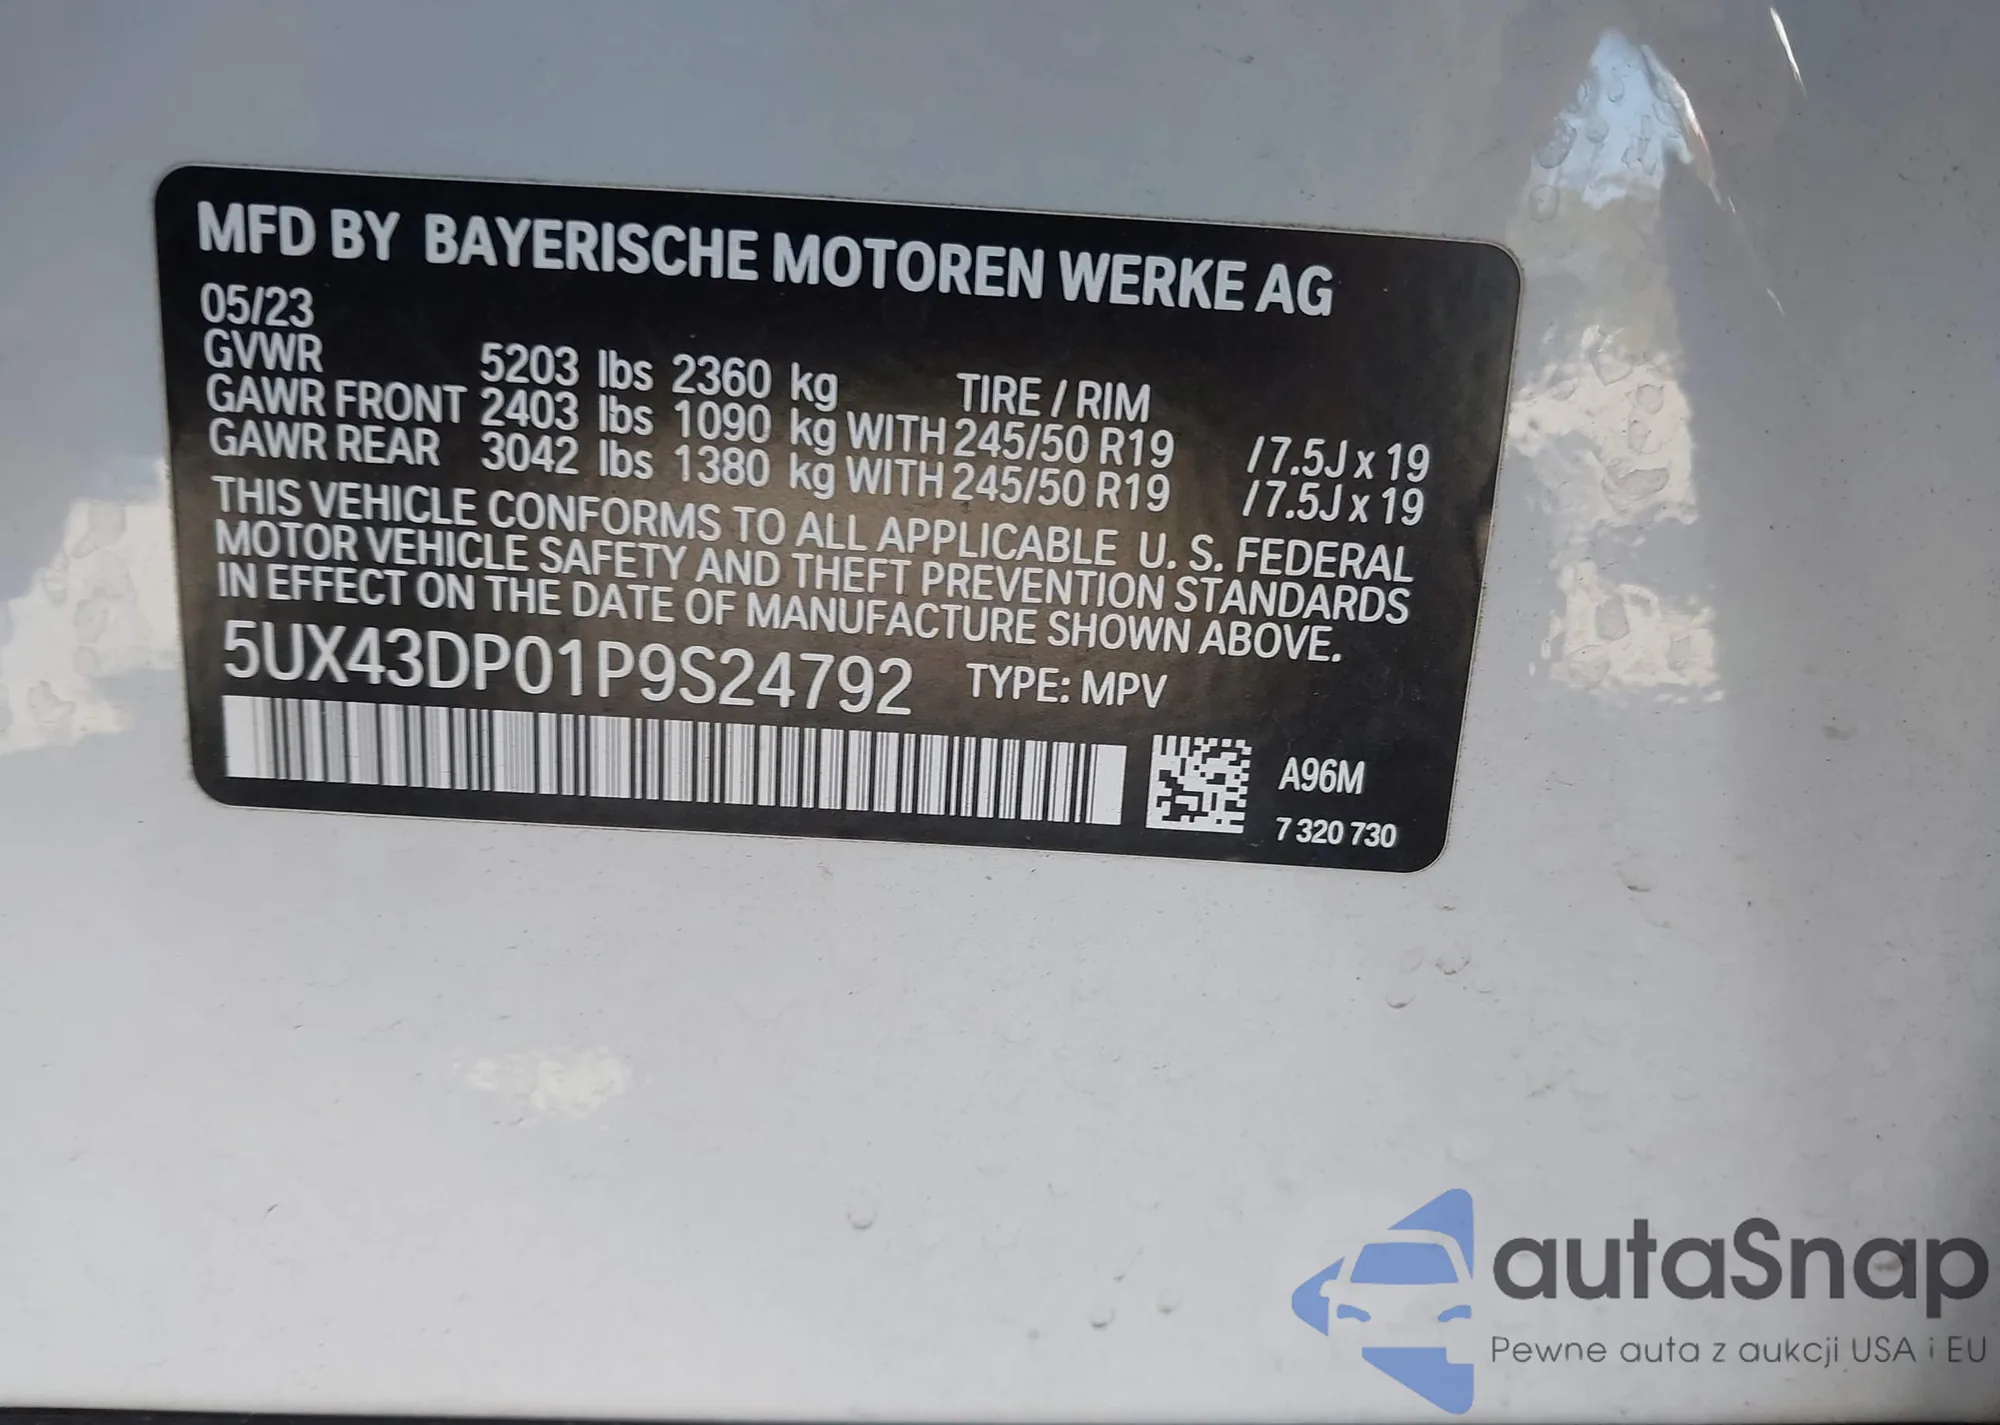 MFD BY BAYERISCHE MOTOREN WERKE AG
05/23
GVWR 5203 lbs 2360 kg TIRE / RIM
GAWR FRONT 2403 lbs 1090 kg WITH 245/50 R19 / 7.5J x 19
GAWR REAR 3042 lbs 1380 kg WITH 245/50 R19 / 7.5J x 19
THIS VEHICLE CONFORMS TO ALL APPLICABLE U. S. FEDERAL
MOTOR VEHICLE SAFETY AND THEFT PREVENTION STANDARDS
IN EFFECT ON THE DATE OF MANUFACTURE SHOWN ABOVE.
5UX43DP01P9S24792 TYPE: MPV
A96M
7 320 730
autaSnap
Pewne auta z aukcji USA i EU